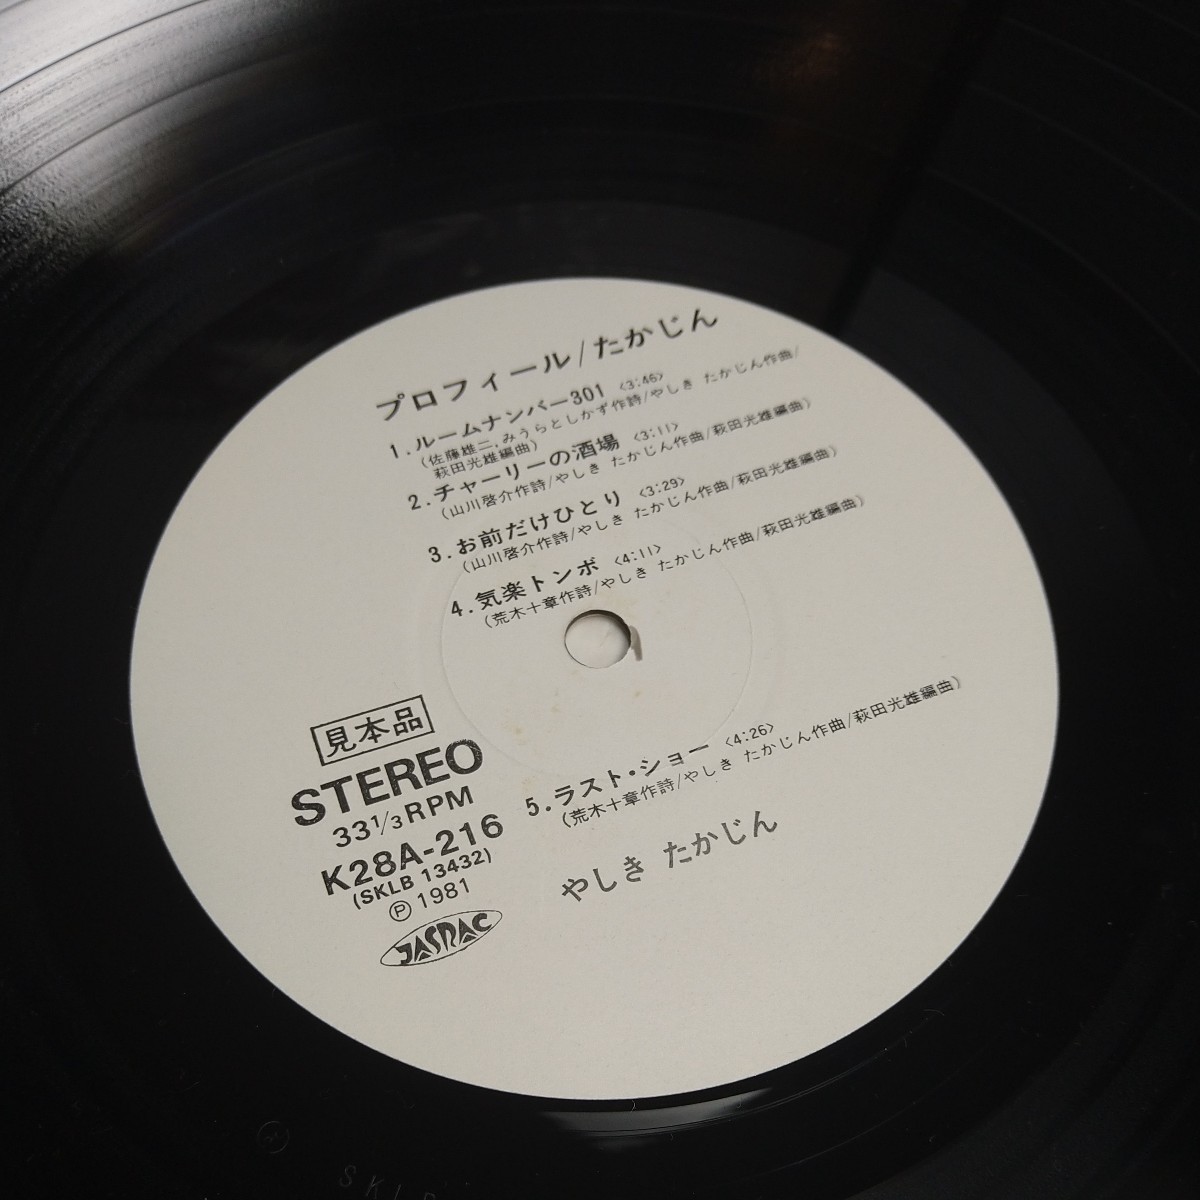 プロフィール/たかじん
1.ルームナンバー301 〈3:46〉
(佐藤雄二,みうらとしかず作詩/やしき たかじん作曲/
萩田光雄編曲)
2.チャーリーの酒場 〈3:11〉
(山川啓介作詩/やしき たかじん作曲/萩田光雄編曲)
3.お前だけひとり 〈3:29〉
(山川啓介作詩/やしき たかじん作曲/萩田光雄編曲)
4.気楽トンボ 〈4:11〉
(荒木十章作詩/やしき たかじん作曲/萩田光雄編曲)
5.ラスト・ショー 〈4:26〉
(荒木十章作詩/やしき たかじん作曲/萩田光雄編曲)
やしき たかじん
見本品
STEREO
33 1/3 RPM
K28A-216
(SKLB 13432)
Ⓟ 1981
JASRAC
SKLB